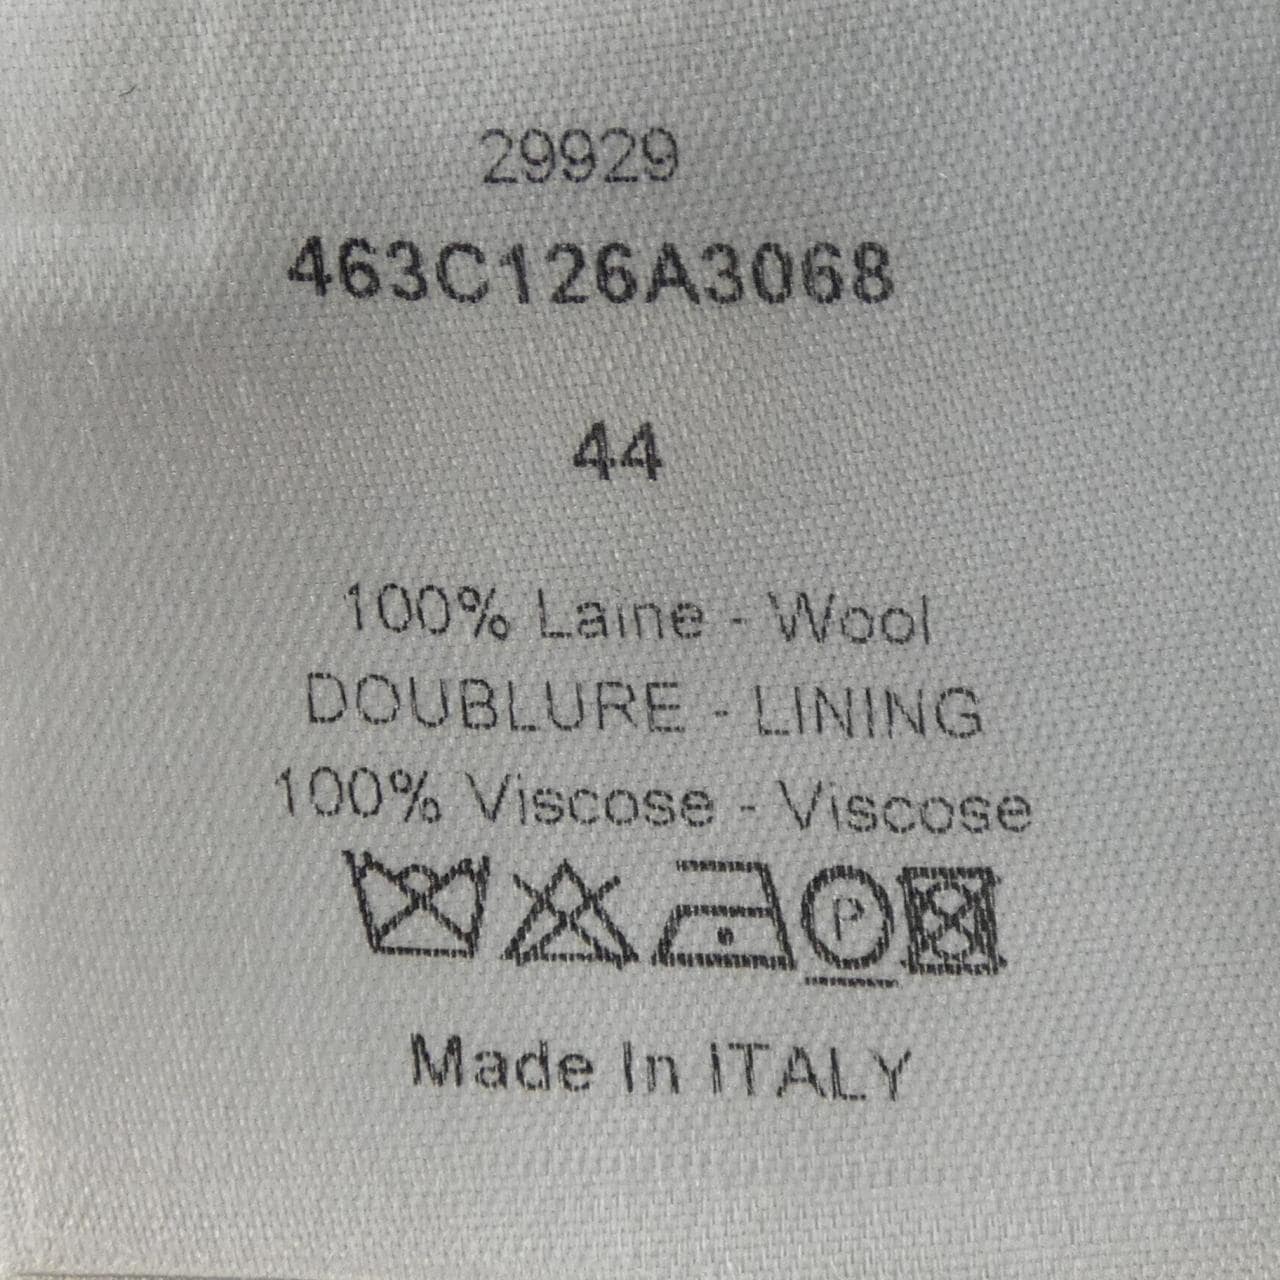 29929
463C126A3068
44
100% Laine - Wool
DOUBLURE - LINING
100% Viscose - Viscose
P
Made In ITALY